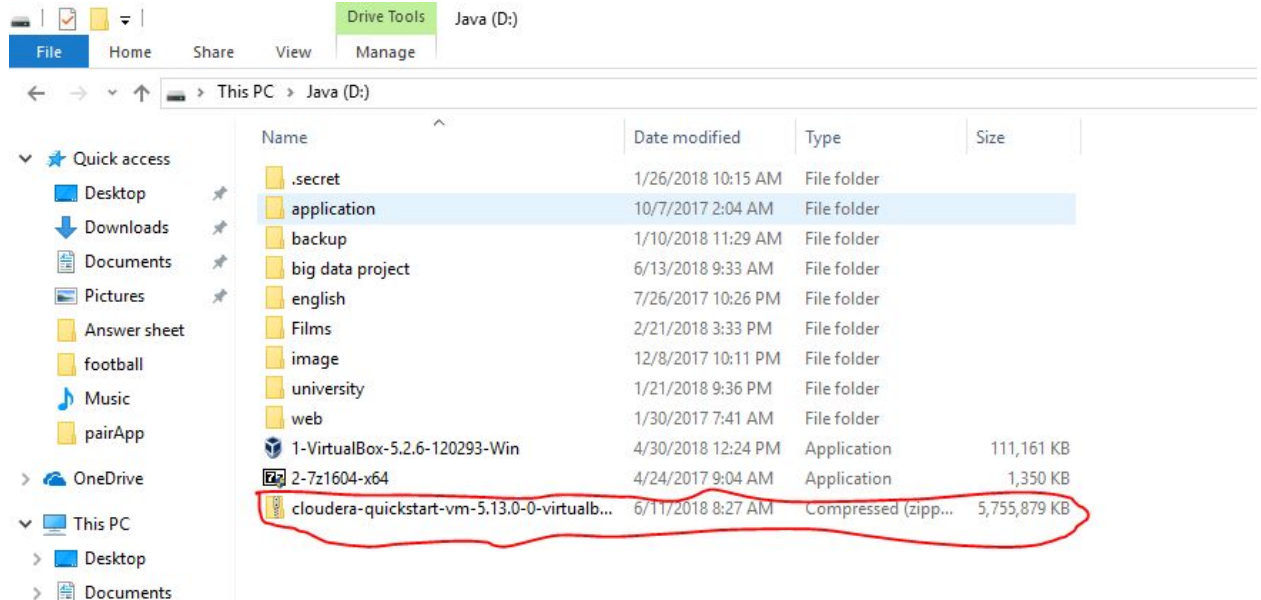 Drive Tools Java (D:)
File Home Share View Manage
This PC > Java (D:)
Name Date modified Type Size
Quick access
Desktop
Downloads
Documents
Pictures
Answer sheet
football
Music
pairApp
OneDrive
This PC
Desktop
Documents
.secret 1/26/2018 10:15 AM File folder
application 10/7/2017 2:04 AM File folder
backup 1/10/2018 11:29 AM File folder
big data project 6/13/2018 9:33 AM File folder
english 7/26/2017 10:26 PM File folder
Films 2/21/2018 3:33 PM File folder
image 12/8/2017 10:11 PM File folder
university 1/21/2018 9:36 PM File folder
web 1/30/2017 7:41 AM File folder
1-VirtualBox-5.2.6-120293-Win 4/30/2018 12:24 PM Application 111,161 KB
2-7z1604-x64 4/24/2017 9:04 AM Application 1,350 KB
cloudera-quickstart-vm-5.13.0-0-virtualb... 6/11/2018 8:27 AM Compressed (zipp... 5,755,879 KB